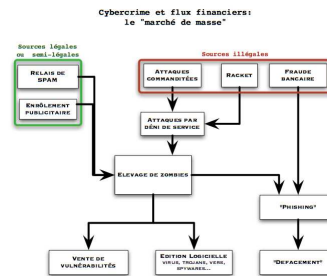 Cybercrime et flux financiers:
le "marché de masse"
Sources légales
ou semi-légales
Sources illégales
RELAIS DE
SPAM
ENRÔLEMENT
PUBLICITAIRE
ATTAQUES
COMMANDITÉES
RACKET
FRAUDE
BANCAIRE
ATTAQUES PAR
DÉNI DE SERVICE
ELEVAGE DE ZOMBIES
"PHISHING"
VENTE DE
VULNÉRABILITÉS
EDITION LOGICIELLE
VIRUS, TROJANS, VERS,
SPYWARES...
"DEFACEMENT"